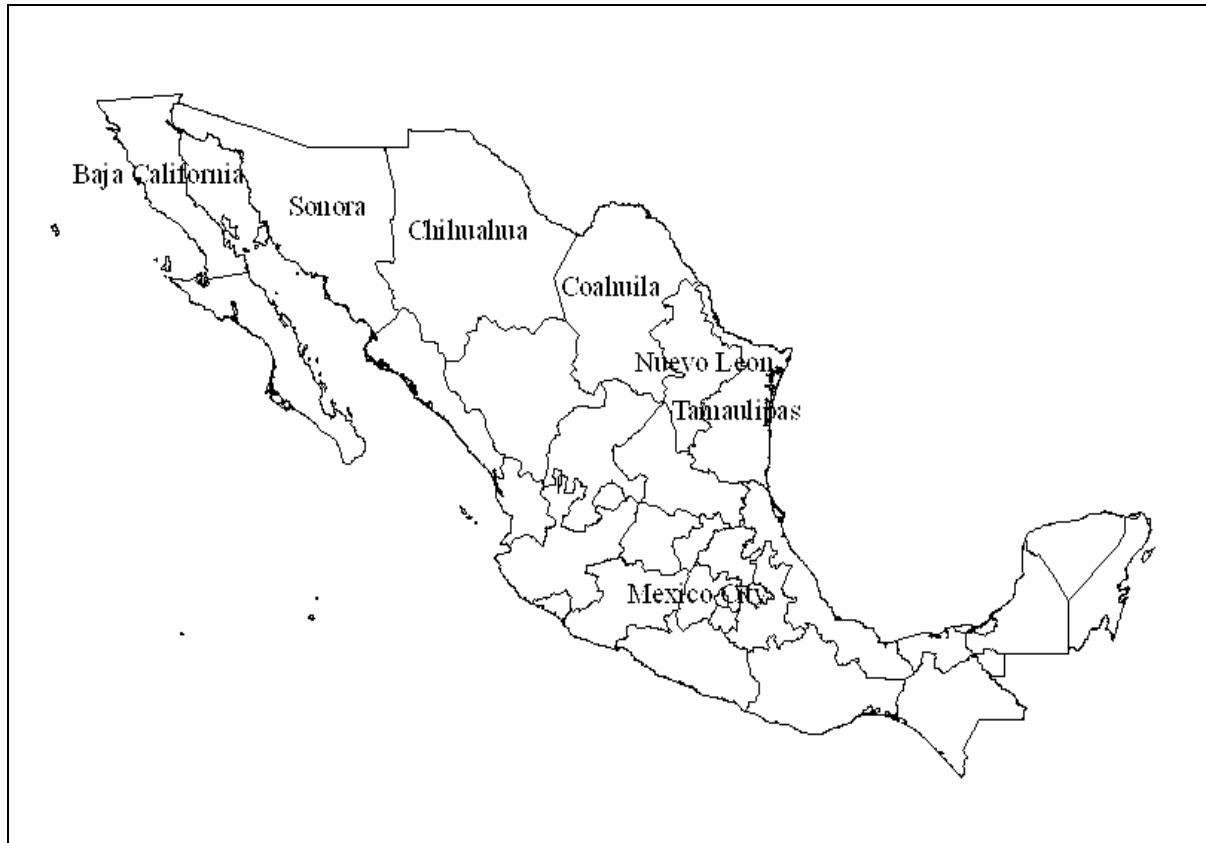 Baja California
Sonora
Chihuahua
Coahuila
Nuevo Leon
Tamaulipas
Mexico City